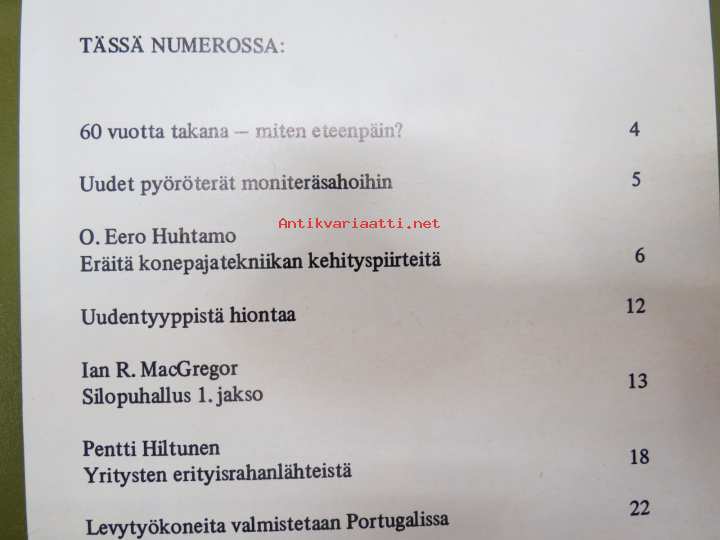 TÄSSÄ NUMEROSSA:
60 vuotta takana – miten eteenpäin? 4
Uudet pyöröterät moniteräsahoihin 5
Antikvariaatti.net
O. Eero Huhtamo
Eräitä konepajatekniikan kehityspiirteitä 6
Uudentyyppistä hiontaa 12
Ian R. MacGregor
Silopuhallus 1. jakso 13
Pentti Hiltunen
Yritysten erityisrahanlähteistä 18
Levytyökoneita valmistetaan Portugalissa 22